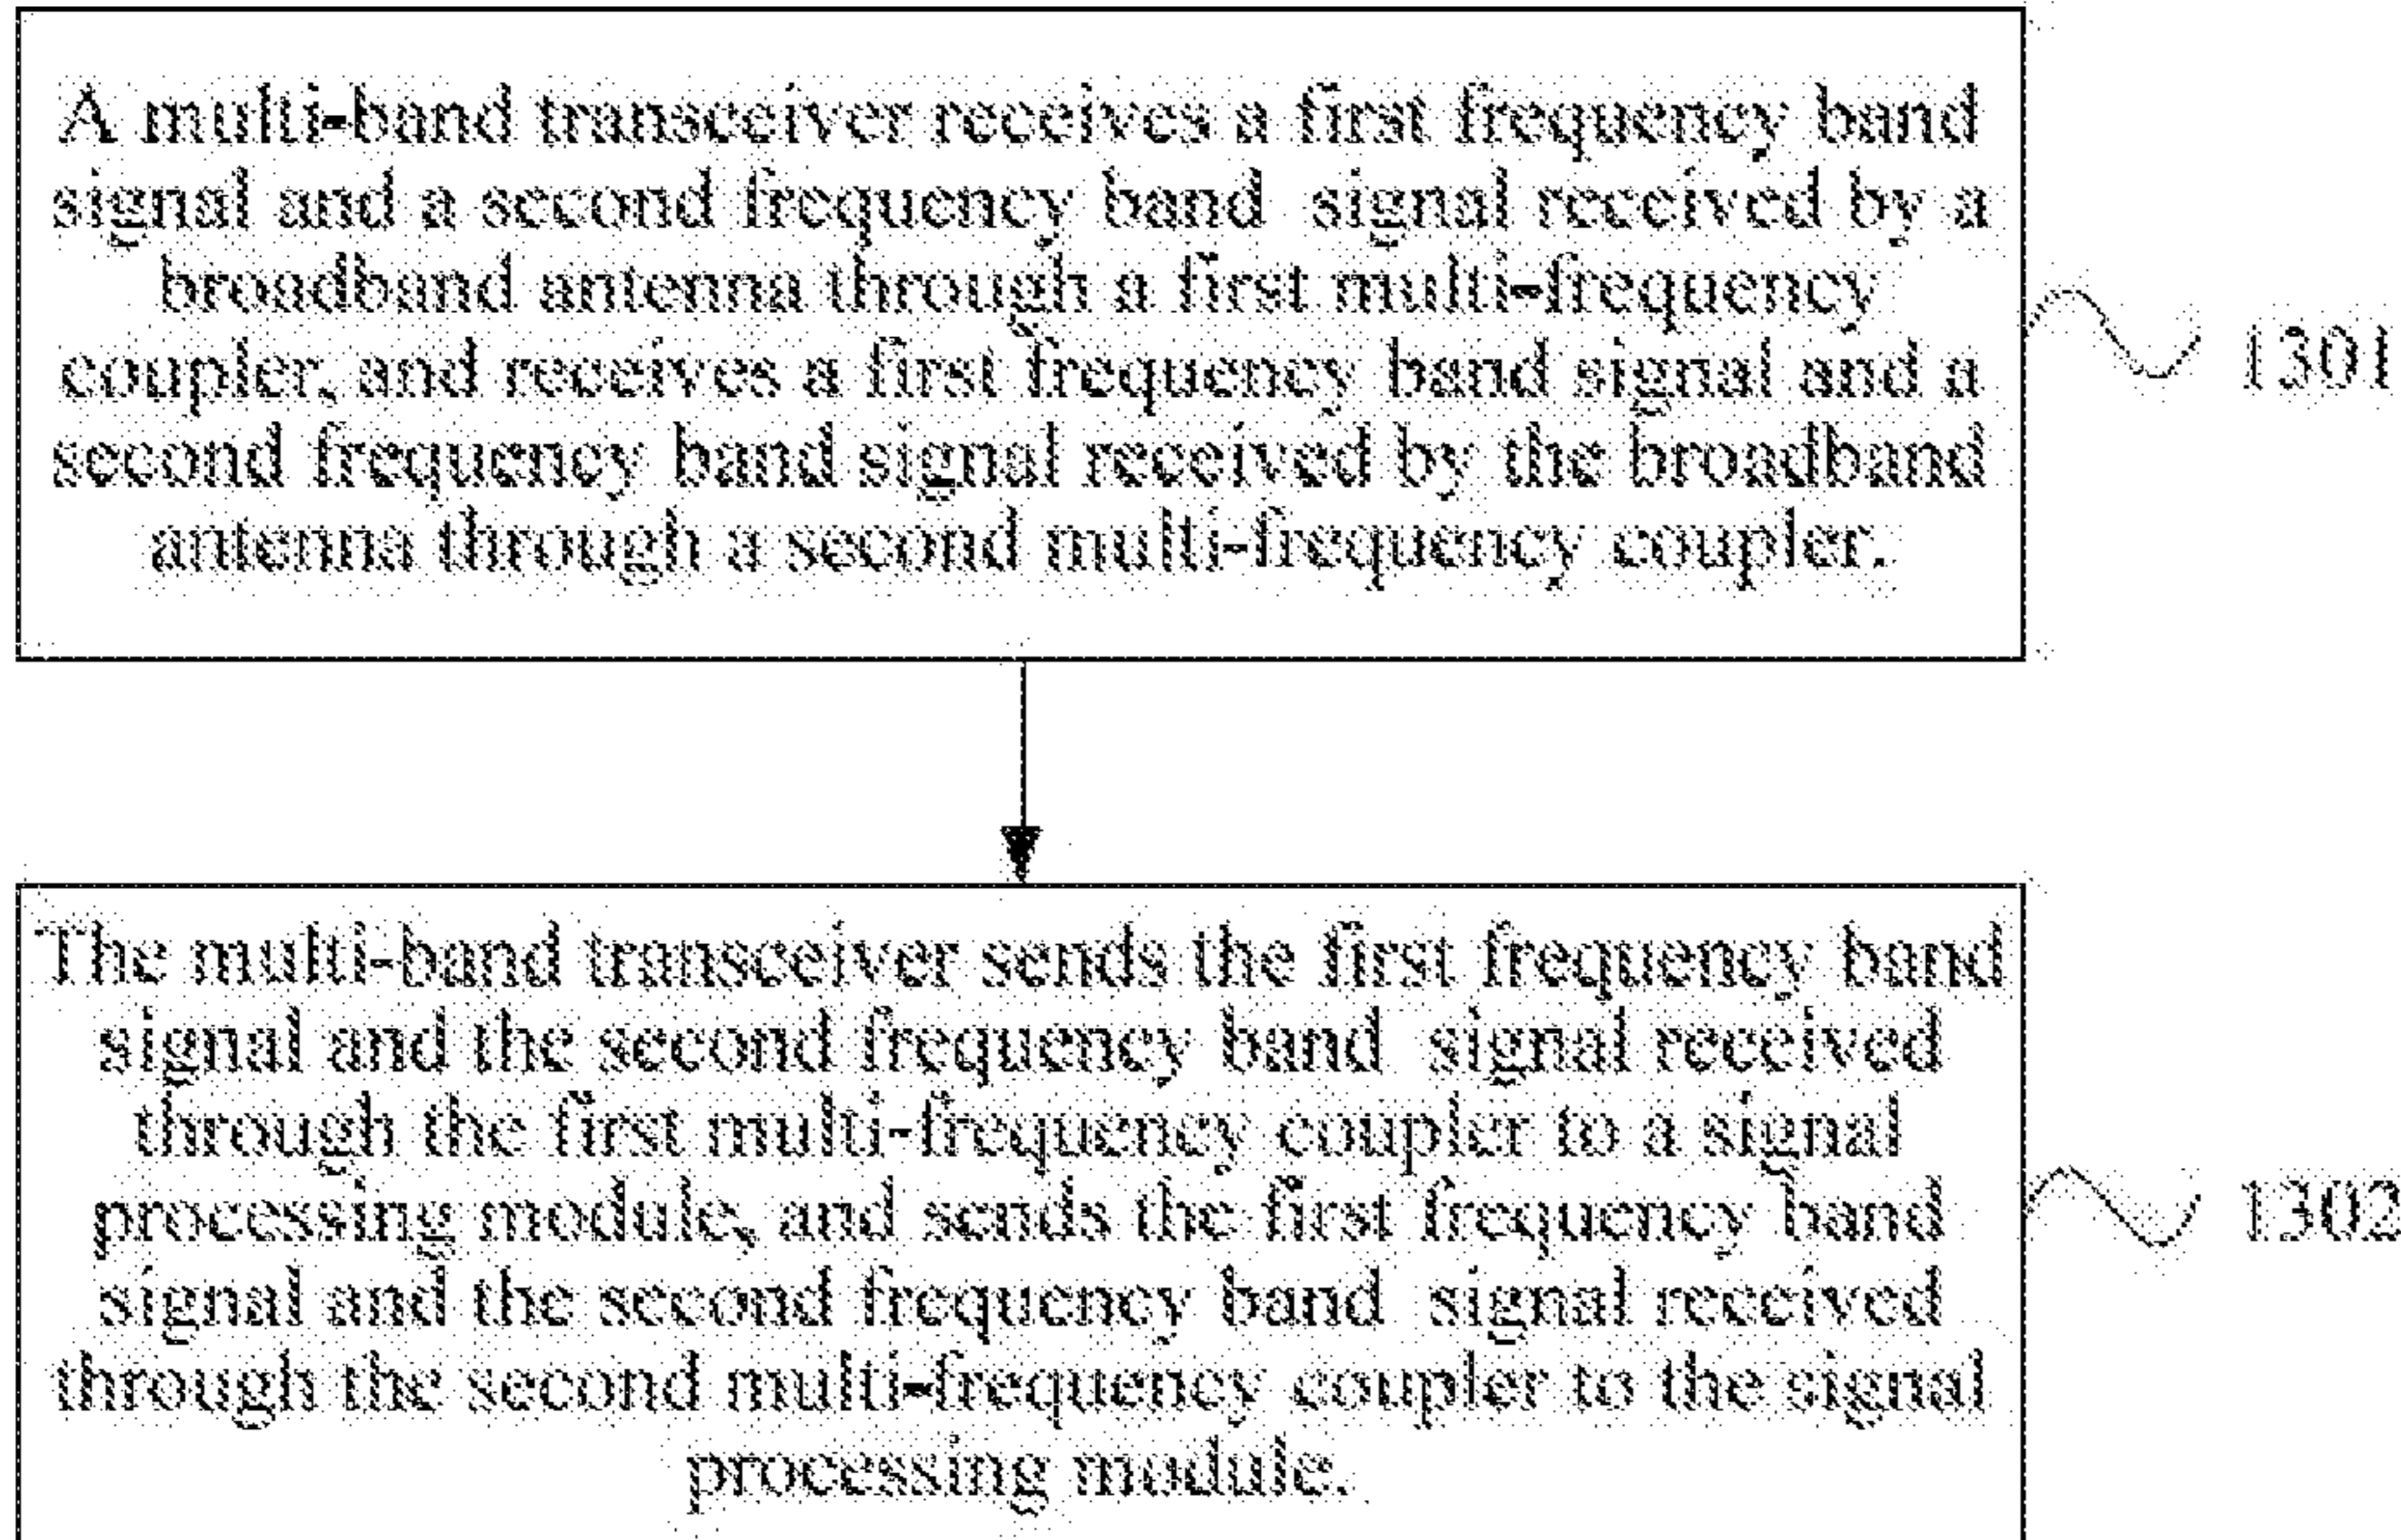 A multi-band transceiver receives a first frequency band
signal and a second frequency band signal received by a
broadband antenna through a first multi-frequency
coupler, and receives a first frequency band signal and a
second frequency band signal received by the broadband
antenna through a second multi-frequency coupler.
1301
The multi-band transceiver sends the first frequency band
signal and the second frequency band signal received
through the first multi-frequency coupler to a signal
processing module, and sends the first frequency band
signal and the second frequency band signal received
through the second multi-frequency coupler to the signal
processing module.
1302